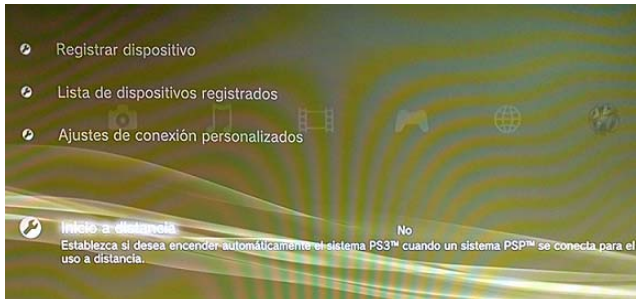 Registrar dispositivo
Lista de dispositivos registrados
Ajustes de conexión personalizados
Inicio a distancia
No
Establezca si desea encender automáticamente el sistema PS3™ cuando un sistema PSP™ se conecta para el
uso a distancia.